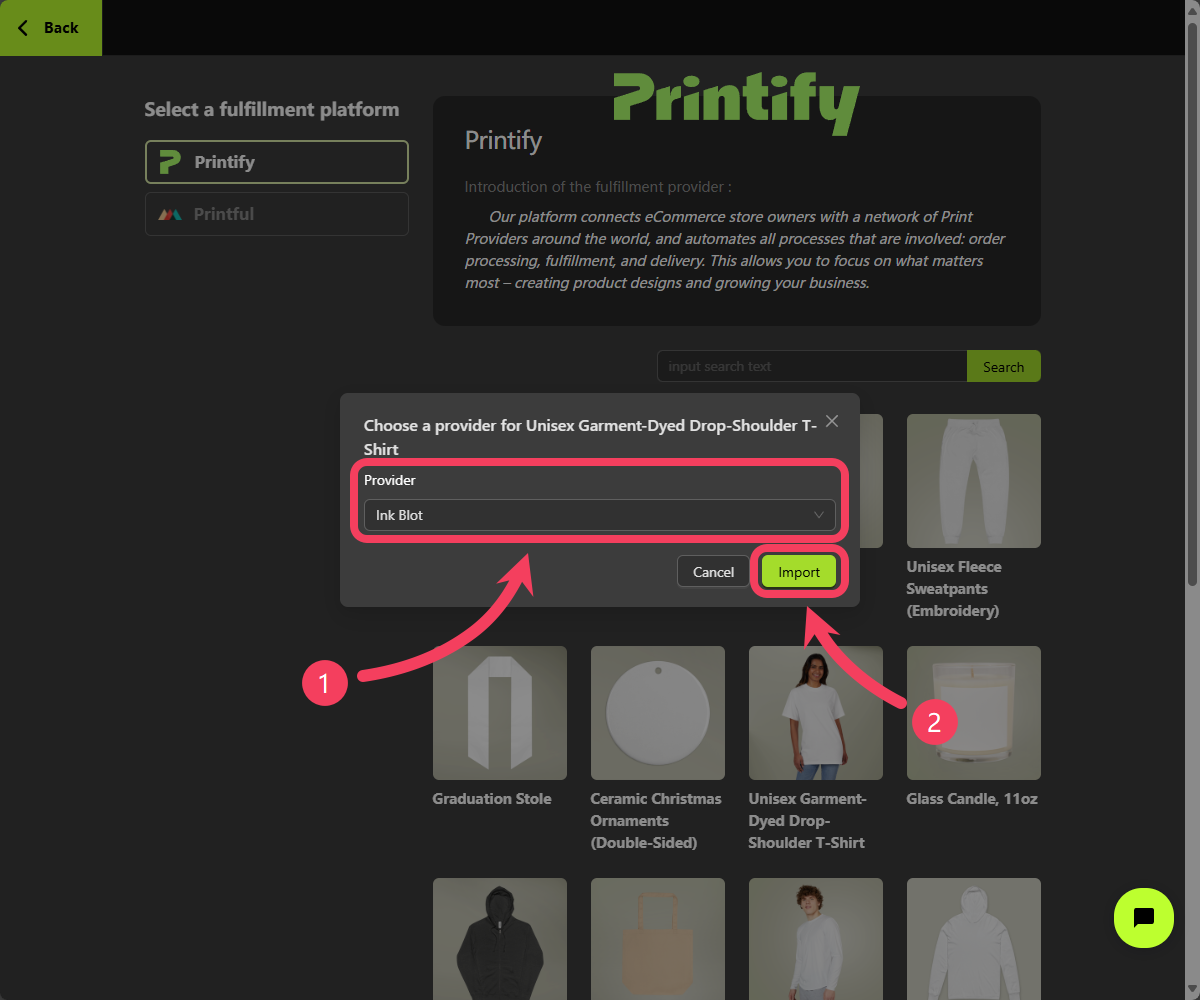 Back
Select a fulfillment platform
Printify
Printful
Printify
Printify
Introduction of the fulfillment provider :
Our platform connects eCommerce store owners with a network of Print
Providers around the world, and automates all processes that are involved: order
processing, fulfillment, and delivery. This allows you to focus on what matters
most – creating product designs and growing your business.
input search text
Search
Choose a provider for Unisex Garment-Dyed Drop-Shoulder T-
Shirt
Provider
Ink Blot
Cancel
Import
1
2
Unisex Fleece
Sweatpants
(Embroidery)
Graduation Stole
Ceramic Christmas
Ornaments
(Double-Sided)
Unisex Garment-
Dyed Drop-
Shoulder T-Shirt
Glass Candle, 11oz